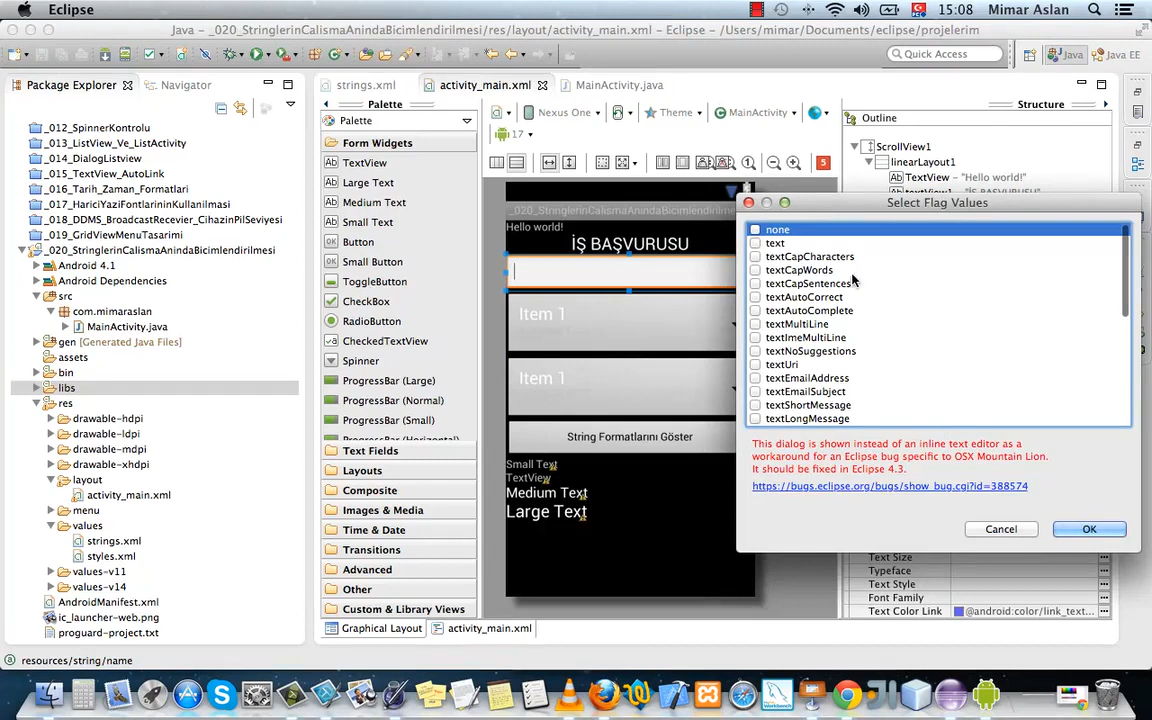 Eclipse
15:08
Mimar Aslan
Java – _020_StringlerinCalismaAnindaBicimlendirilmesi/res/layout/activity_main.xml – Eclipse – /Users/mimar/Documents/eclipse/projelerim
Quick Access
Java
Java EE
Package Explorer
Navigator
_012_SpinnerKontrolu
_013_ListView_Ve_ListActivity
_014_DialogListview
_015_TextView_AutoLink
_016_Tarih_Zaman_Formatlari
_017_HariciYaziFontlarininKullanilmasi
_018_DDMS_BroadcastRecevier_CihazinPilSeviyesi
_019_GridViewMenuTasarimi
_020_StringlerinCalismaAnindaBicimlendirilmesi
Android 4.1
Android Dependencies
src
com.mimaraslan
MainActivity.java
gen [Generated Java Files]
assets
bin
libs
res
drawable-hdpi
drawable-ldpi
drawable-mdpi
drawable-xhdpi
layout
activity_main.xml
menu
values
strings.xml
styles.xml
values-v11
values-v14
AndroidManifest.xml
ic_launcher-web.png
proguard-project.txt
resources/string/name
strings.xml
activity_main.xml
MainActivity.java
Palette
Palette
Form Widgets
TextView
Large Text
Medium Text
Small Text
Button
Small Button
ToggleButton
CheckBox
RadioButton
CheckedTextView
Spinner
ProgressBar (Large)
ProgressBar (Normal)
ProgressBar (Small)
ProgressBar (Horizontal)
Text Fields
Layouts
Composite
Images & Media
Time & Date
Transitions
Advanced
Other
Custom & Library Views
Graphical Layout
activity_main.xml
Nexus One
Theme
MainActivity
17
5
_020_StringlerinCalismaAnindaBicimlendirilme
Hello world!
İŞ BAŞVURUSU
Item 1
Item 1
String Formatlarını Göster
Small Text
TextView
Medium Text
Large Text
Structure
Outline
ScrollView1
linearLayout1
TextView – "Hello world!"
textView1 – "İŞ BAŞVURUSU"
Select Flag Values
none
text
textCapCharacters
textCapWords
textCapSentences
textAutoCorrect
textAutoComplete
textMultiLine
textImeMultiLine
textNoSuggestions
textUri
textEmailAddress
textEmailSubject
textShortMessage
textLongMessage
This dialog is shown instead of an inline text editor as a
workaround for an Eclipse bug specific to OSX Mountain Lion.
It should be fixed in Eclipse 4.3.
https://bugs.eclipse.org/bugs/show_bug.cgi?id=388574
Cancel
OK
Text Size
Typeface
Text Style
Font Family
Text Color Link
@android:color/link_text...